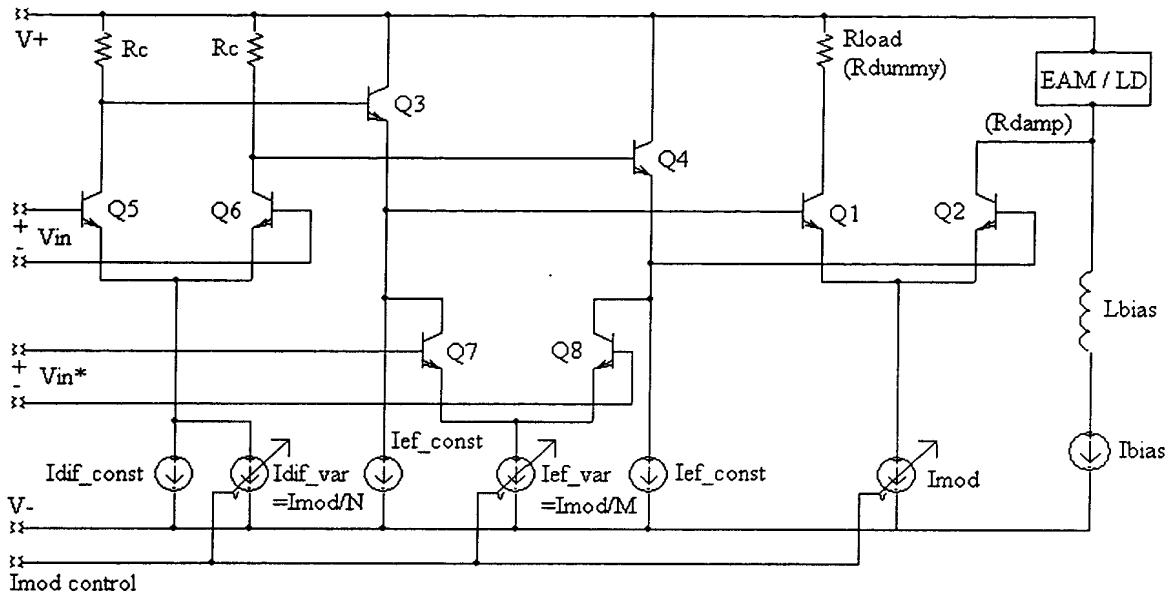 V+
Rc
Rc
Q3
Rload
(Rdummy)
EAM / LD
(Rdamp)
Q4
Q5
Q6
Q1
Q2
+
Vin
-
Lbias
Q7
Q8
+
Vin*
-
Idif_const
Idif_var
=Imod/N
Ief_const
Ief_var
=Imod/M
Ief_const
Imod
Ibias
V-
Imod control